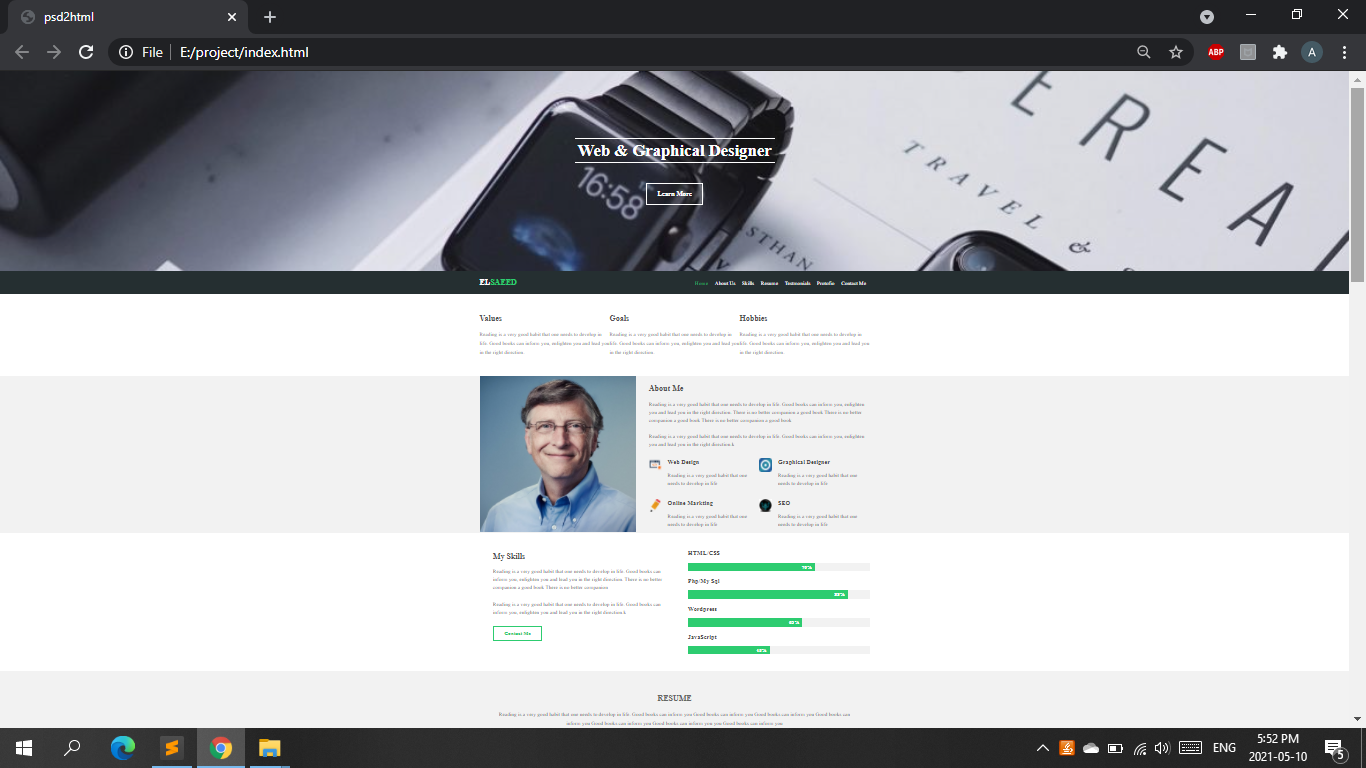 psd2html
File
E:/project/index.html
ABP
A
EREA
TRAVEL &
16:58
Web & Graphical Designer
Learn More
ELSAEED
Home About Us Skills Resume Testmonials Protofio Contact Me
Values
Reading is a very good habit that one needs to develop in
life. Good books can inform you, enlighten you and lead you
in the right direction.
Goals
Reading is a very good habit that one needs to develop in
life. Good books can inform you, enlighten you and lead you
in the right direction.
Hobbies
Reading is a very good habit that one needs to develop in
life. Good books can inform you, enlighten you and lead you
in the right direction.
About Me
Reading is a very good habit that one needs to develop in life. Good books can inform you, enlighten
you and lead you in the right direction. There is no better companion a good book There is no better
companion a good book There is no better companion a good book
Reading is a very good habit that one needs to develop in life. Good books can inform you, enlighten
you and lead you in the right direction.k
Web Design
Reading is a very good habit that one
needs to develop in life
Graphical Designer
Reading is a very good habit that one
needs to develop in life
Online Markting
Reading is a very good habit that one
needs to develop in life
SEO
Reading is a very good habit that one
needs to develop in life
My Skills
Reading is a very good habit that one needs to develop in life. Good books can
inform you, enlighten you and lead you in the right direction. There is no better
companion a good book There is no better companion
Reading is a very good habit that one needs to develop in life. Good books can
inform you, enlighten you and lead you in the right direction.k
Contact Me
HTML/CSS
Php/My Sql
Wordpress
JavaScript
RESUME
Reading is a very good habit that one needs to develop in life. Good books can inform you Good books can inform you Good books can inform you Good books can
inform you Good books can inform you Good books can inform you you Good books can inform you
ENG
5:52 PM
2021-05-10
5